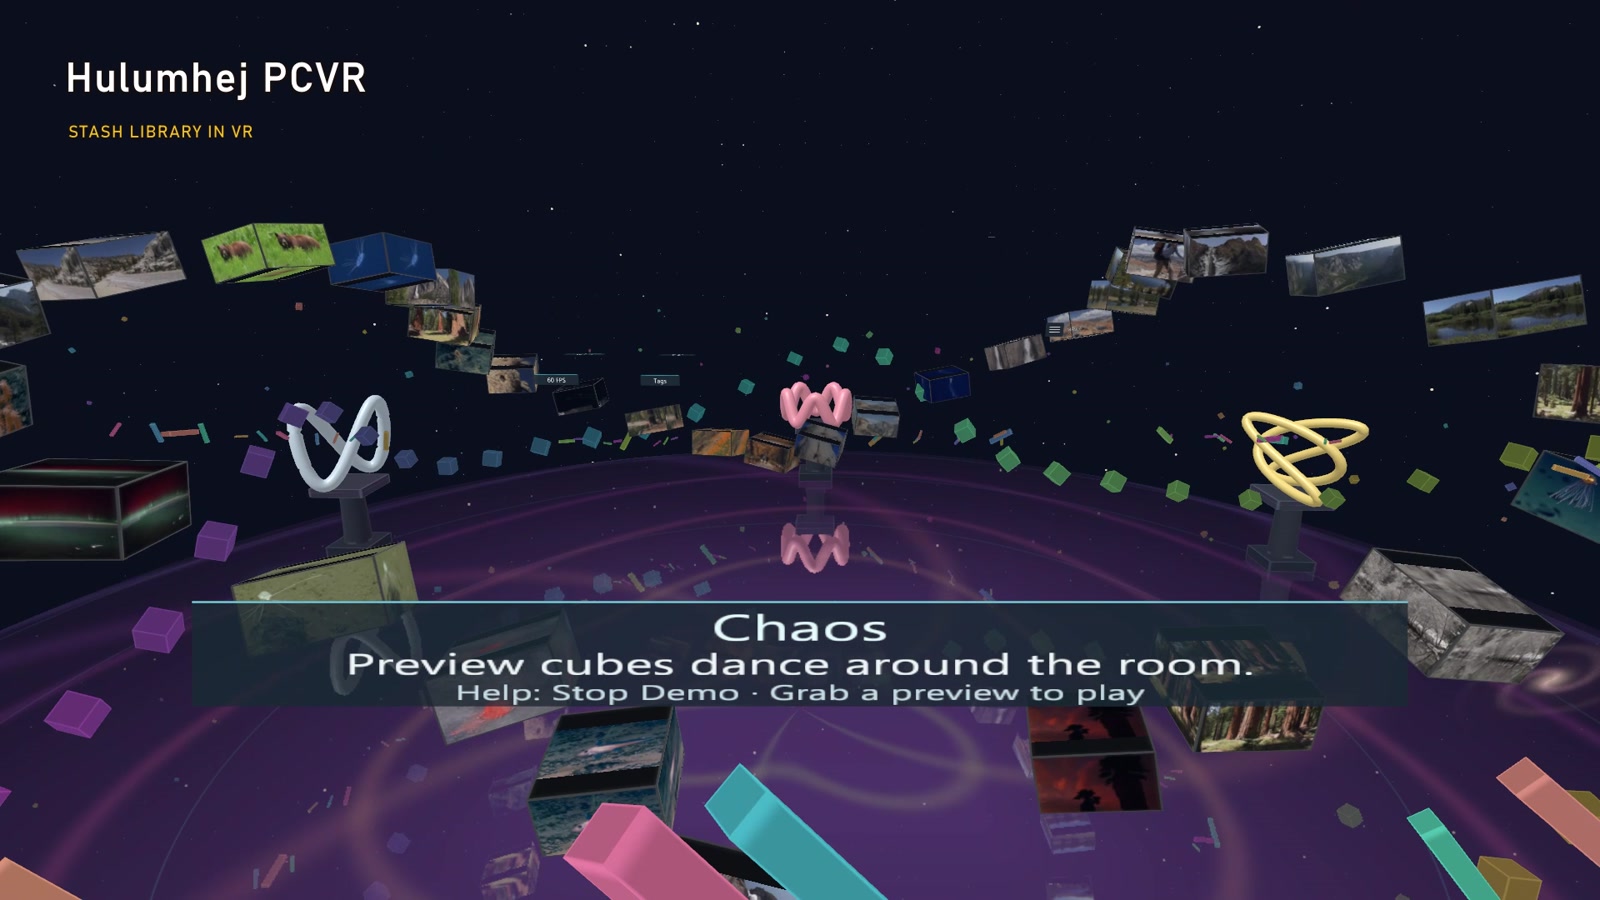 Hulumhej PCVR
STASH LIBRARY IN VR
60 FPS
Tags
Chaos
Preview cubes dance around the room.
Help: Stop Demo · Grab a preview to play